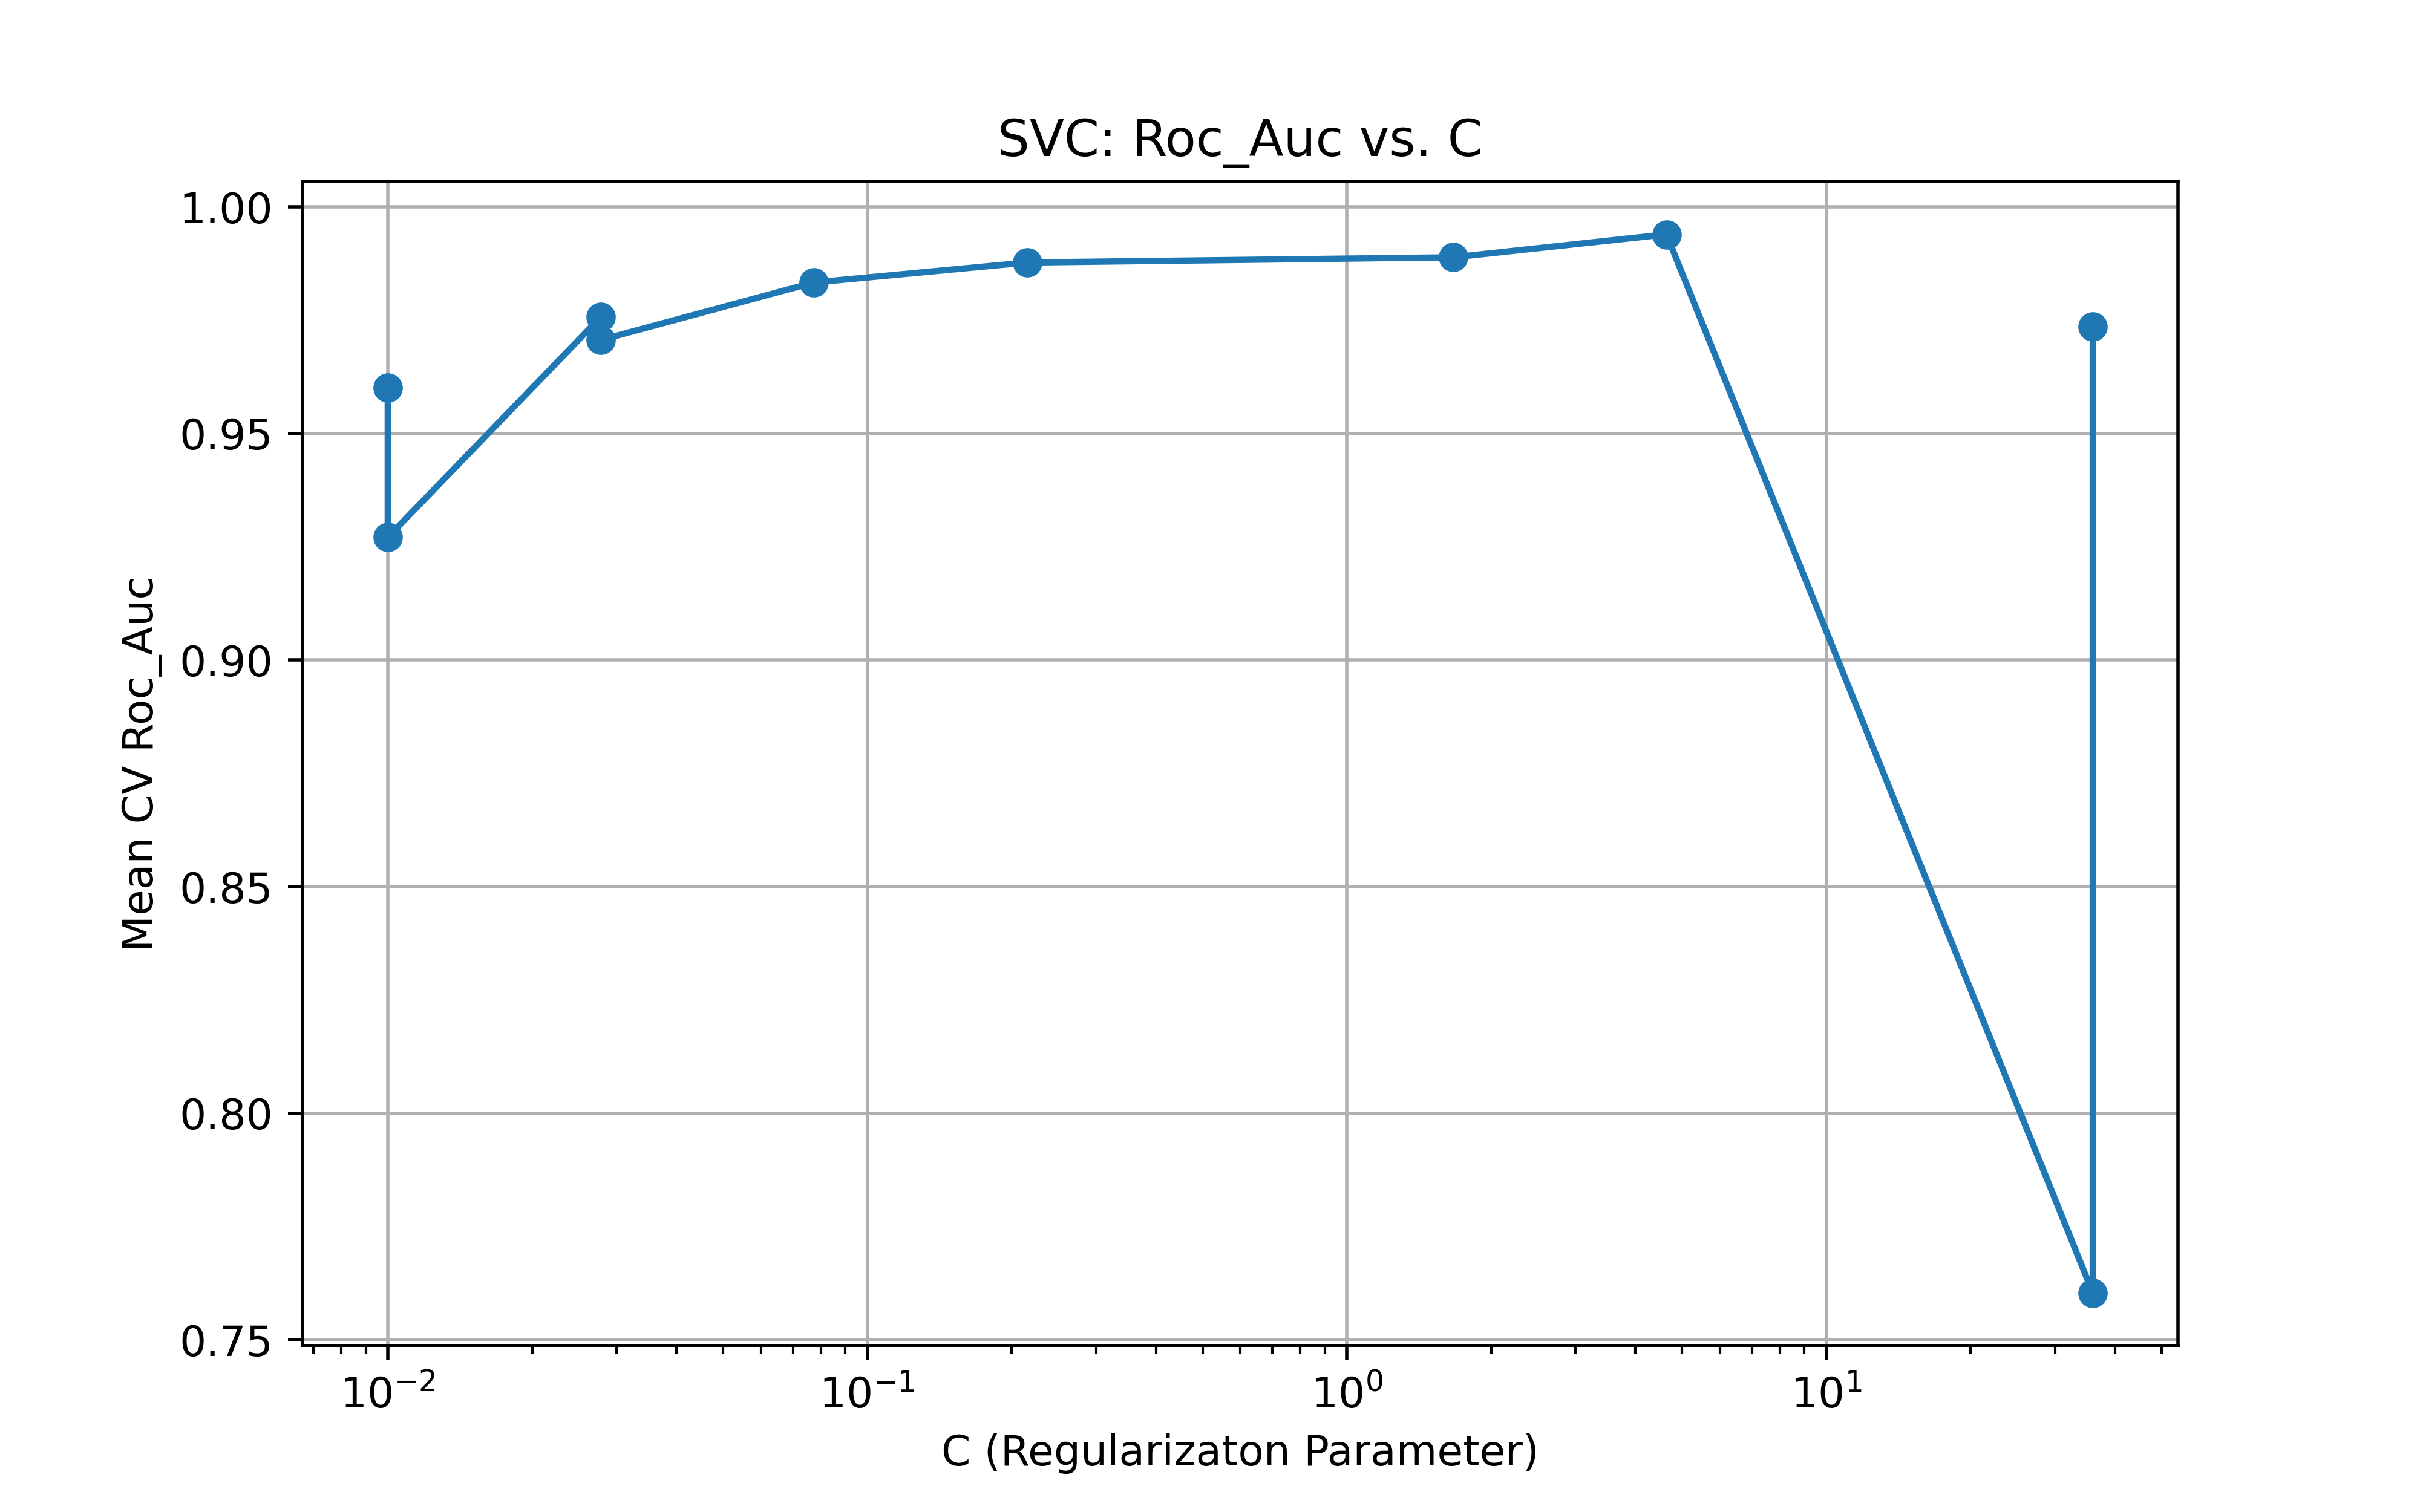 SVC: Roc_Auc vs. C
Mean CV Roc_Auc
1.00
0.95
0.90
0.85
0.80
0.75
10⁻² 10⁻¹ 10⁰ 10¹
C (Regularizaton Parameter)